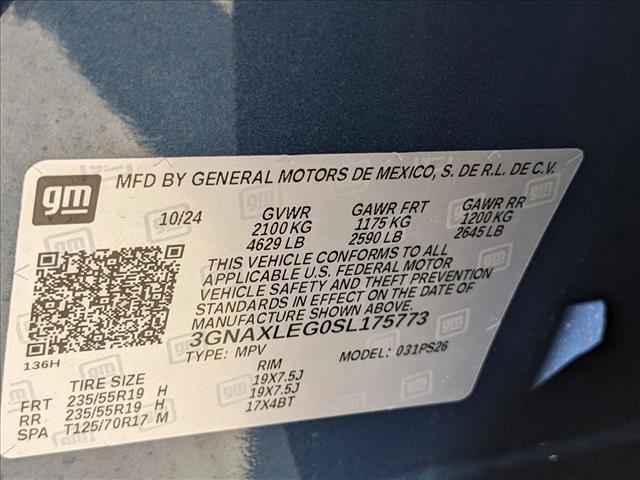 gm
MFD BY GENERAL MOTORS DE MEXICO, S. DE R.L. DE C.V.
10/24 GVWR GAWR FRT GAWR RR
2100 KG 1175 KG 1200 KG
4629 LB 2590 LB 2645 LB
THIS VEHICLE CONFORMS TO ALL
APPLICABLE U.S. FEDERAL MOTOR
VEHICLE SAFETY AND THEFT PREVENTION
STANDARDS IN EFFECT ON THE DATE OF
MANUFACTURE SHOWN ABOVE.
3GNAXLEG0SL175773
136H TYPE: MPV MODEL: 031PS26
TIRE SIZE RIM
FRT 235/55R19 H 19X7.5J
RR 235/55R19 H 19X7.5J
SPA T125/70R17 M 17X4BT